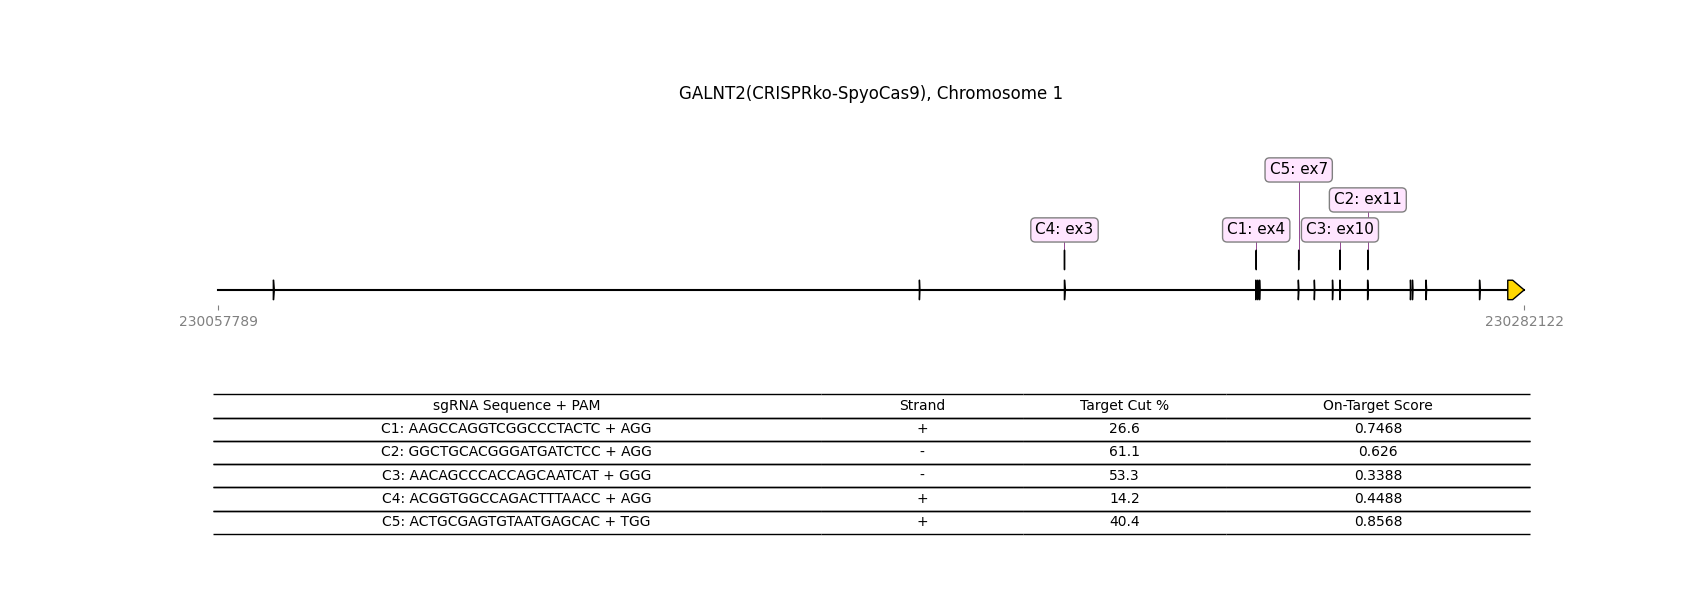 GALNT2(CRISPRko-SpyoCas9), Chromosome 1
C5: ex7
C2: ex11
C4: ex3 C1: ex4 C3: ex10
230057789 230282122
sgRNA Sequence + PAM Strand Target Cut % On-Target Score
C1: AAGCCAGGTCGGCCCTACTC + AGG + 26.6 0.7468
C2: GGCTGCACGGGATGATCTCC + AGG - 61.1 0.626
C3: AACAGCCCACCAGCAATCAT + GGG - 53.3 0.3388
C4: ACGGTGGCCAGACTTTAACC + AGG + 14.2 0.4488
C5: ACTGCGAGTGTAATGAGCAC + TGG + 40.4 0.8568